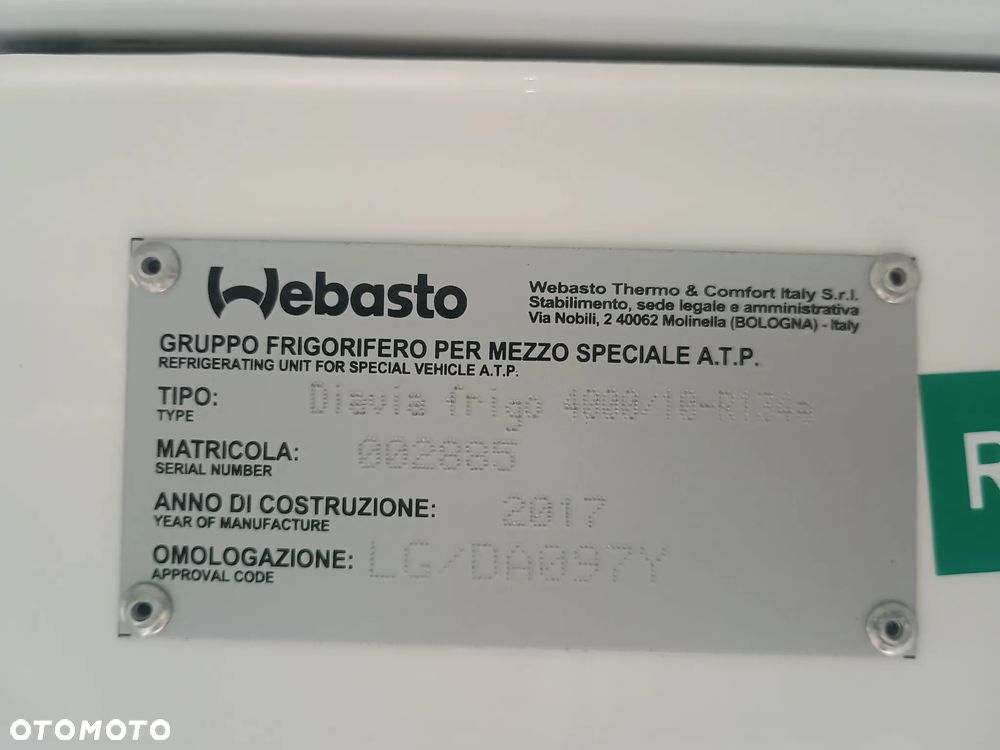 Webasto
Webasto Thermo & Comfort Italy S.r.l.
Stabilimento, sede legale e amministrativa
Via Nobili, 2 40062 Molinella (BOLOGNA) - Italy
GRUPPO FRIGORIFERO PER MEZZO SPECIALE A.T.P.
REFRIGERATING UNIT FOR SPECIAL VEHICLE A.T.P.
TIPO: Diavia frigo 4000/10-R134a
TYPE
MATRICOLA: 002885
SERIAL NUMBER
ANNO DI COSTRUZIONE: 2017
YEAR OF MANUFACTURE
OMOLOGAZIONE: LG/DA097Y
APPROVAL CODE
R
OTOMOTO